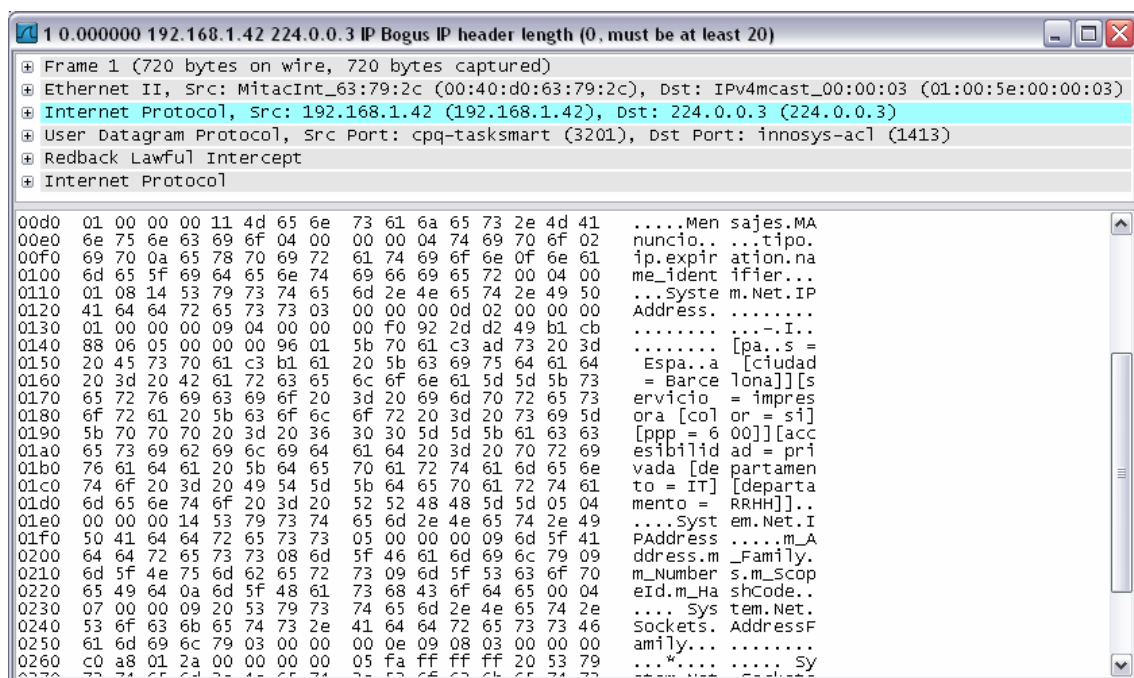 1 0.000000 192.168.1.42 224.0.0.3 IP Bogus IP header length (0, must be at least 20)
Frame 1 (720 bytes on wire, 720 bytes captured)
Ethernet II, Src: MitacInt_63:79:2c (00:40:d0:63:79:2c), Dst: IPv4mcast_00:00:03 (01:00:5e:00:00:03)
Internet Protocol, Src: 192.168.1.42 (192.168.1.42), Dst: 224.0.0.3 (224.0.0.3)
User Datagram Protocol, Src Port: cpq-tasksmart (3201), Dst Port: innosys-acl (1413)
Redback Lawful Intercept
Internet Protocol
00d0 01 00 00 00 11 4d 65 6e 73 61 6a 65 73 2e 4d 41 .....Men sajes.MA
00e0 6e 75 6e 63 69 6f 04 00 00 00 04 74 69 70 6f 02 nuncio.. ...tipo.
00f0 69 70 0a 65 78 70 69 72 61 74 69 6f 6e 0f 6e 61 ip.expir ation.na
0100 6d 65 5f 69 64 65 6e 74 69 66 69 65 72 00 04 00 me_ident ifier...
0110 01 08 14 53 79 73 74 65 6d 2e 4e 65 74 2e 49 50 ...Syste m.Net.IP
0120 41 64 64 72 65 73 73 03 00 00 00 0d 02 00 00 00 Address. ........
0130 01 00 00 00 09 04 00 00 00 f0 92 2d d2 49 b1 cb ........ ...-.I..
0140 88 06 05 00 00 00 96 01 5b 70 61 c3 ad 73 20 3d ........ [pa..s =
0150 20 45 73 70 61 c3 b1 61 20 5b 63 69 75 64 61 64 Espa..a [ciudad
0160 20 3d 20 42 61 72 63 65 6c 6f 6e 61 5d 5d 5b 73 = Barce lona]][s
0170 65 72 76 69 63 69 6f 20 3d 20 69 6d 70 72 65 73 ervicio = impres
0180 6f 72 61 20 5b 63 6f 6c 6f 72 20 3d 20 73 69 5d ora [col or = si]
0190 5b 70 70 70 20 3d 20 36 30 30 5d 5d 5b 61 63 63 [ppp = 6 00]][acc
01a0 65 73 69 62 69 6c 69 64 61 64 20 3d 20 70 72 69 esibilid ad = pri
01b0 76 61 64 61 20 5b 64 65 70 61 72 74 61 6d 65 6e vada [de partamen
01c0 74 6f 20 3d 20 49 54 5d 5b 64 65 70 61 72 74 61 to = IT] [departa
01d0 6d 65 6e 74 6f 20 3d 20 52 52 48 48 5d 5d 05 04 mento = RRHH]]..
01e0 00 00 00 14 53 79 73 74 65 6d 2e 4e 65 74 2e 49 ....Syst em.Net.I
01f0 50 41 64 64 72 65 73 73 05 00 00 00 09 6d 5f 41 PAddress .....m_A
0200 64 64 72 65 73 73 08 6d 5f 46 61 6d 69 6c 79 09 ddress.m _Family.
0210 6d 5f 4e 75 6d 62 65 72 73 09 6d 5f 53 63 6f 70 m_Number s.m_Scop
0220 65 49 64 0a 6d 5f 48 61 73 68 43 6f 64 65 00 04 eId.m_Ha shCode..
0230 07 00 00 09 20 53 79 73 74 65 6d 2e 4e 65 74 2e .... Sys tem.Net.
0240 53 6f 63 6b 65 74 73 2e 41 64 64 72 65 73 73 46 Sockets. AddressF
0250 61 6d 69 6c 79 03 00 00 00 0e 09 08 03 00 00 00 amily... ........
0260 c0 a8 01 2a 00 00 00 00 05 fa ff ff ff 20 53 79 ...*.... ..... Sy